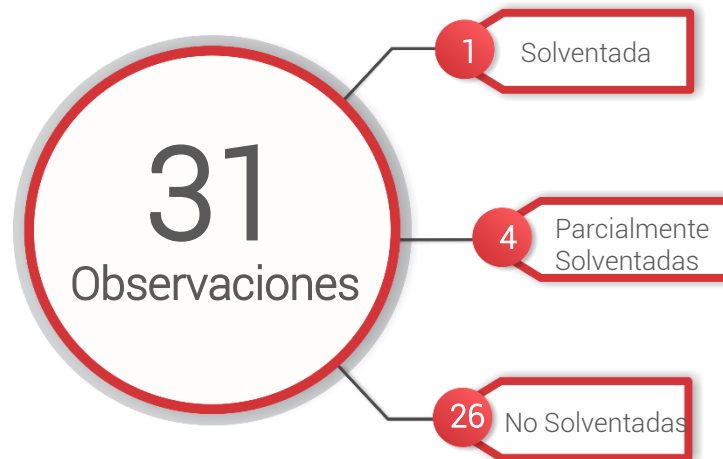 31
Observaciones
1
Solventada
4
Parcialmente
Solventadas
26
No Solventadas